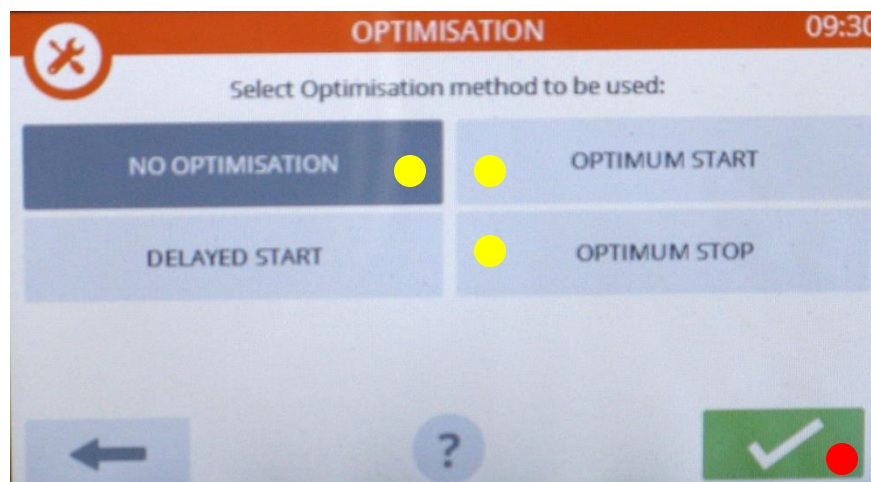 OPTIMISATION 09:30
Select Optimisation method to be used:
NO OPTIMISATION OPTIMUM START
DELAYED START OPTIMUM STOP
?